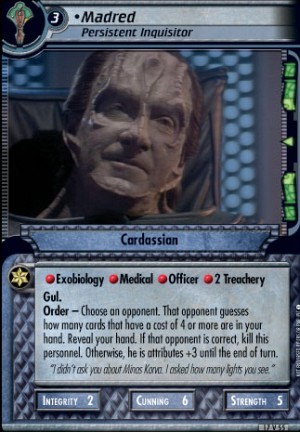 3
•Madred
Persistent Inquisitor
Cardassian
Exobiology Medical Officer 2 Treachery
Gul.
Order – Choose an opponent. That opponent guesses
how many cards that have a cost of 4 or more are in your
hand. Reveal your hand. If that opponent is correct, kill this
personnel. Otherwise, he is attributes +3 until the end of turn.
“I didn't ask you about Minos Korva. I asked how many lights you see.”
INTEGRITY 2 CUNNING 6 STRENGTH 5